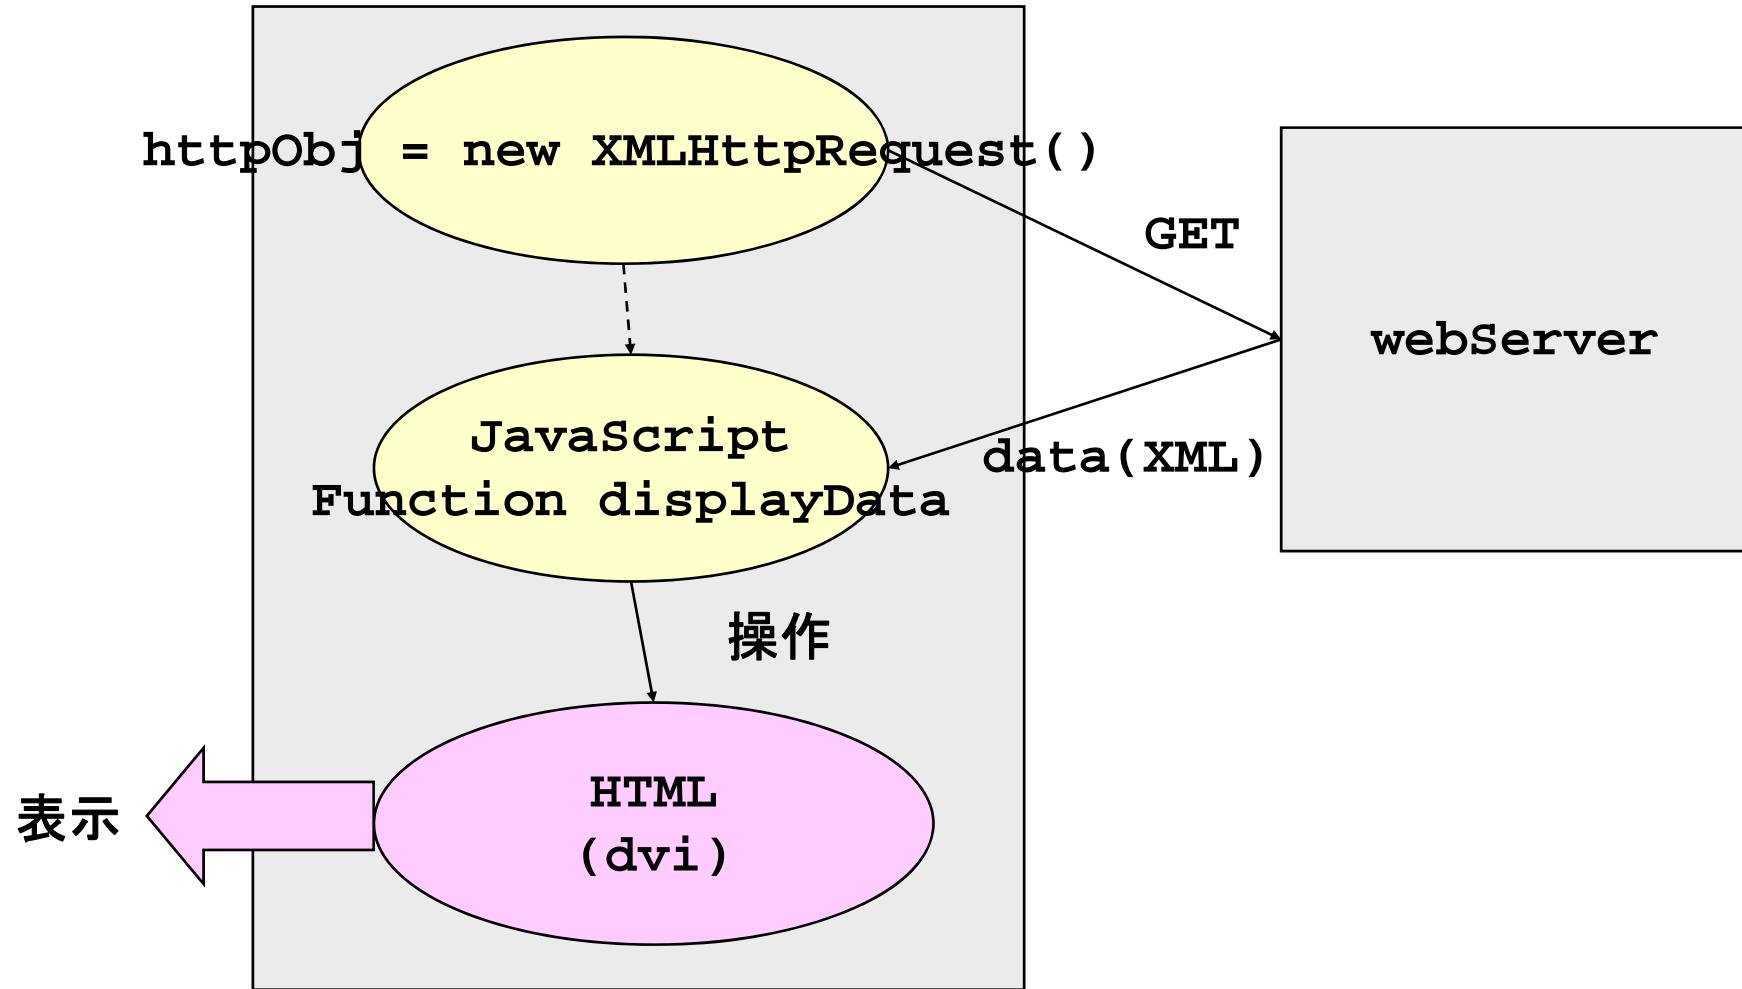 httpObj = new XMLHttpRequest()
GET
webServer
JavaScript
Function displayData
data(XML)
操作
HTML
(dvi)
表示